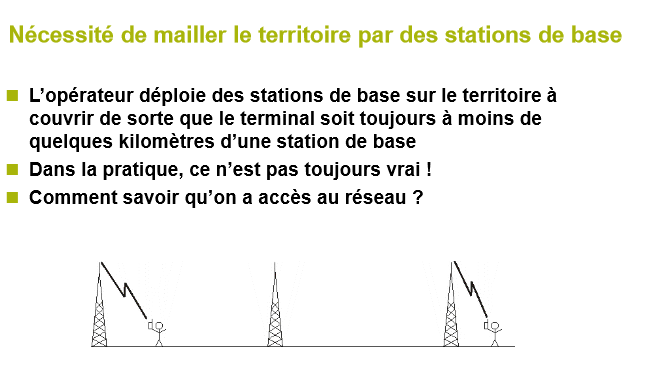 Nécessité de mailler le territoire par des stations de base
L’opérateur déploie des stations de base sur le territoire à
couvrir de sorte que le terminal soit toujours à moins de
quelques kilomètres d’une station de base
Dans la pratique, ce n’est pas toujours vrai !
Comment savoir qu’on a accès au réseau ?